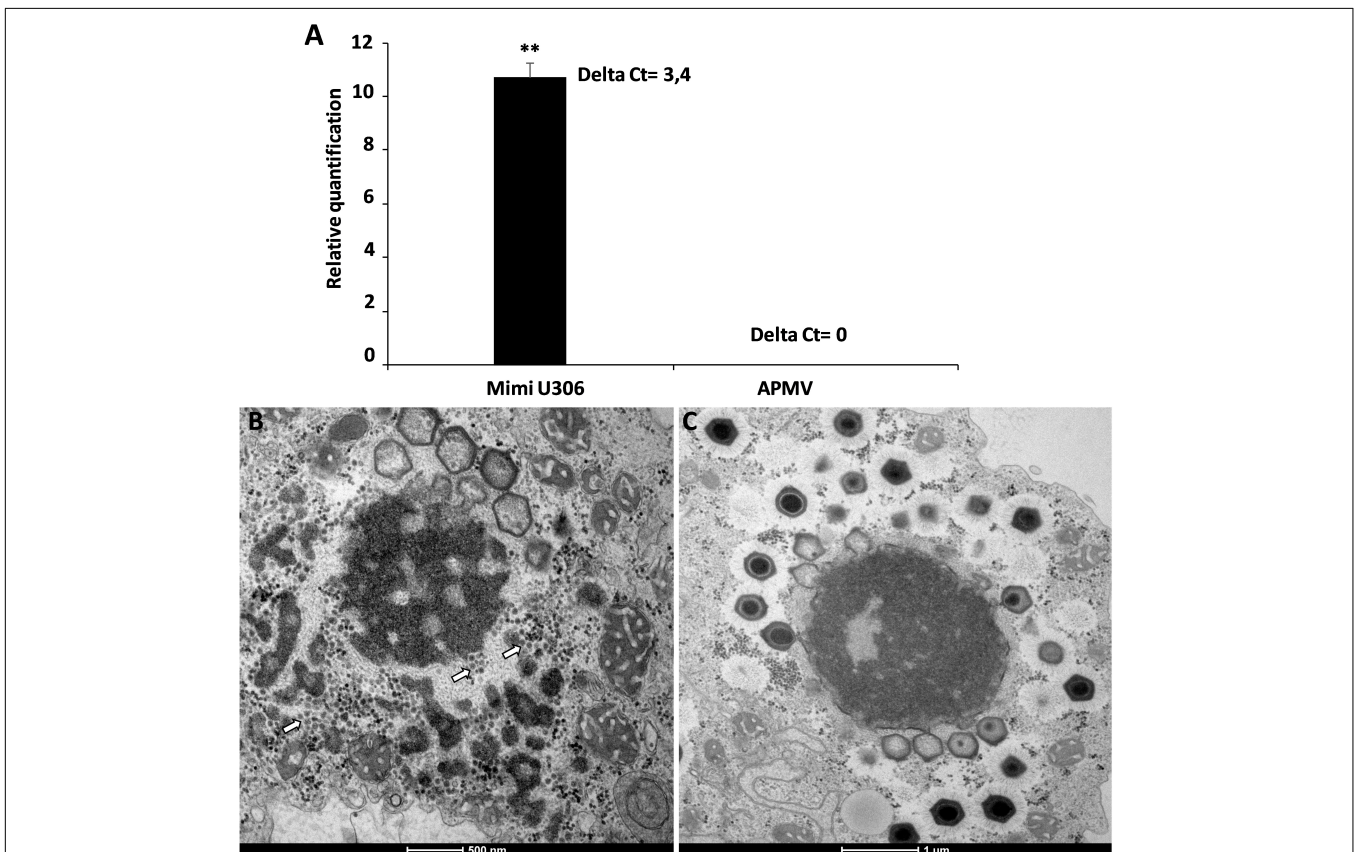 A
12
10
8
6
4
2
0
Relative quantification
**
Delta Ct= 3,4
Delta Ct= 0
Mimi U306
APMV
B
C
500 nm
1 µm